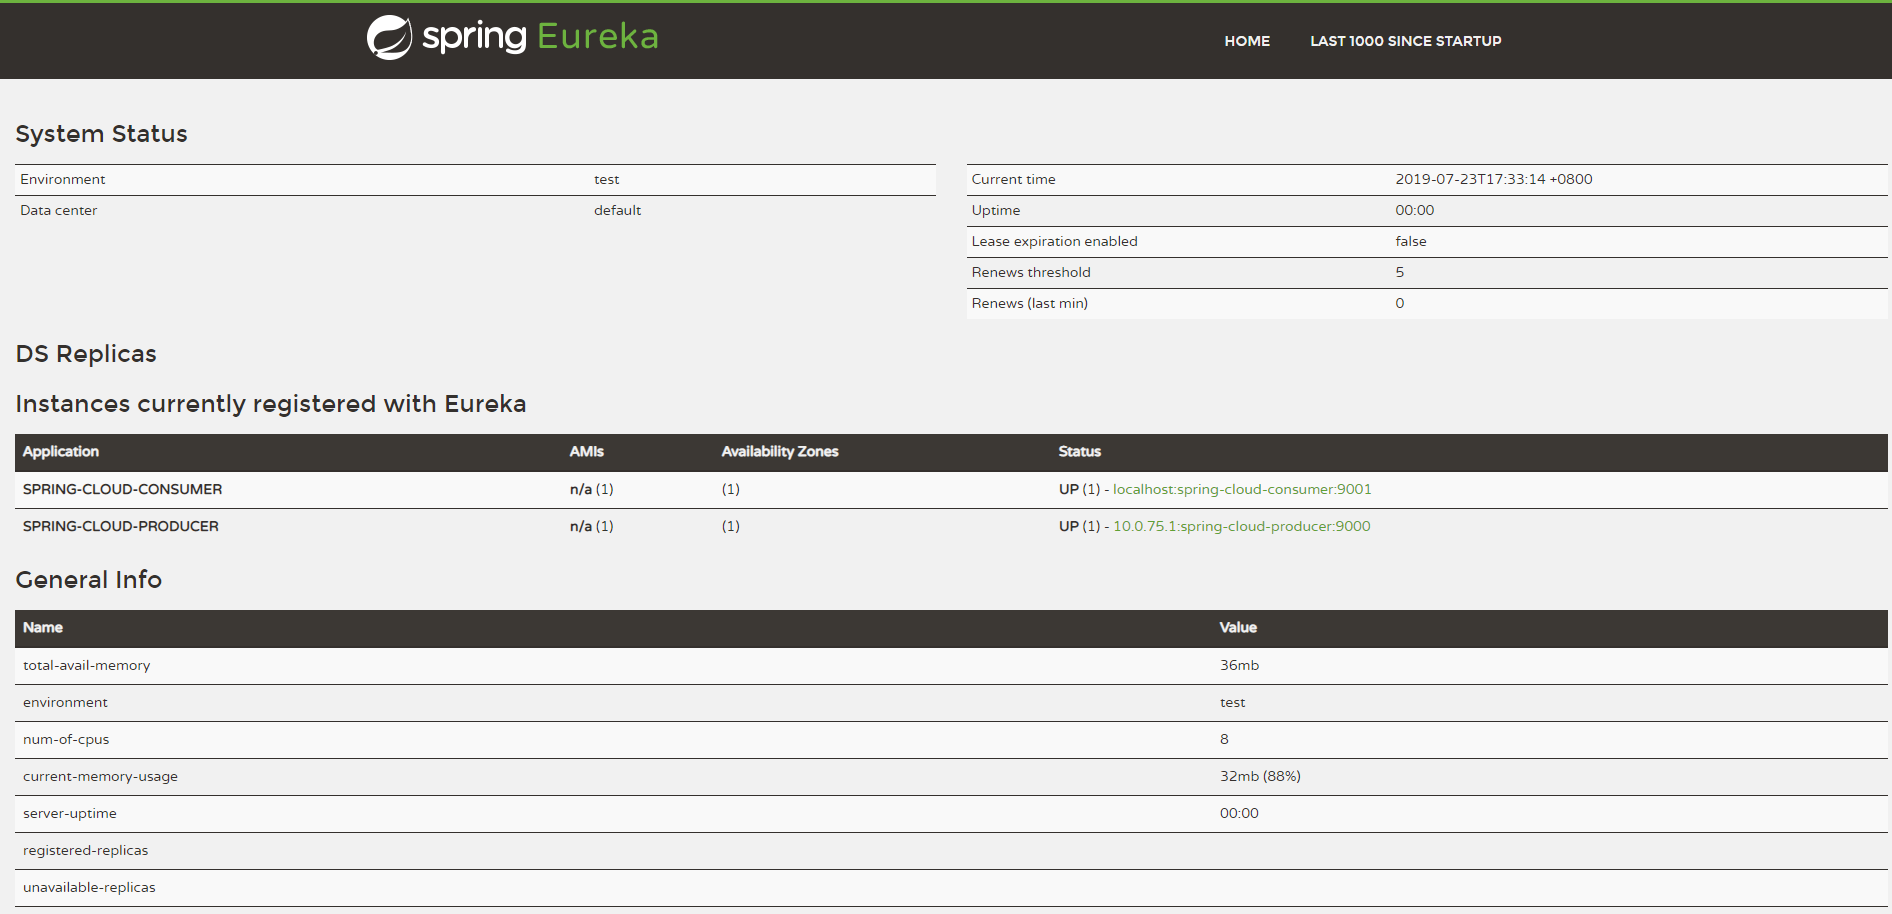 spring Eureka
HOME LAST 1000 SINCE STARTUP
System Status
Environment test
Data center default
Current time 2019-07-23T17:33:14 +0800
Uptime 00:00
Lease expiration enabled false
Renews threshold 5
Renews (last min) 0
DS Replicas
Instances currently registered with Eureka
Application AMIs Availability Zones Status
SPRING-CLOUD-CONSUMER n/a (1) (1) UP (1) - localhost:spring-cloud-consumer:9001
SPRING-CLOUD-PRODUCER n/a (1) (1) UP (1) - 10.0.75.1:spring-cloud-producer:9000
General Info
Name Value
total-avail-memory 36mb
environment test
num-of-cpus 8
current-memory-usage 32mb (88%)
server-uptime 00:00
registered-replicas
unavailable-replicas